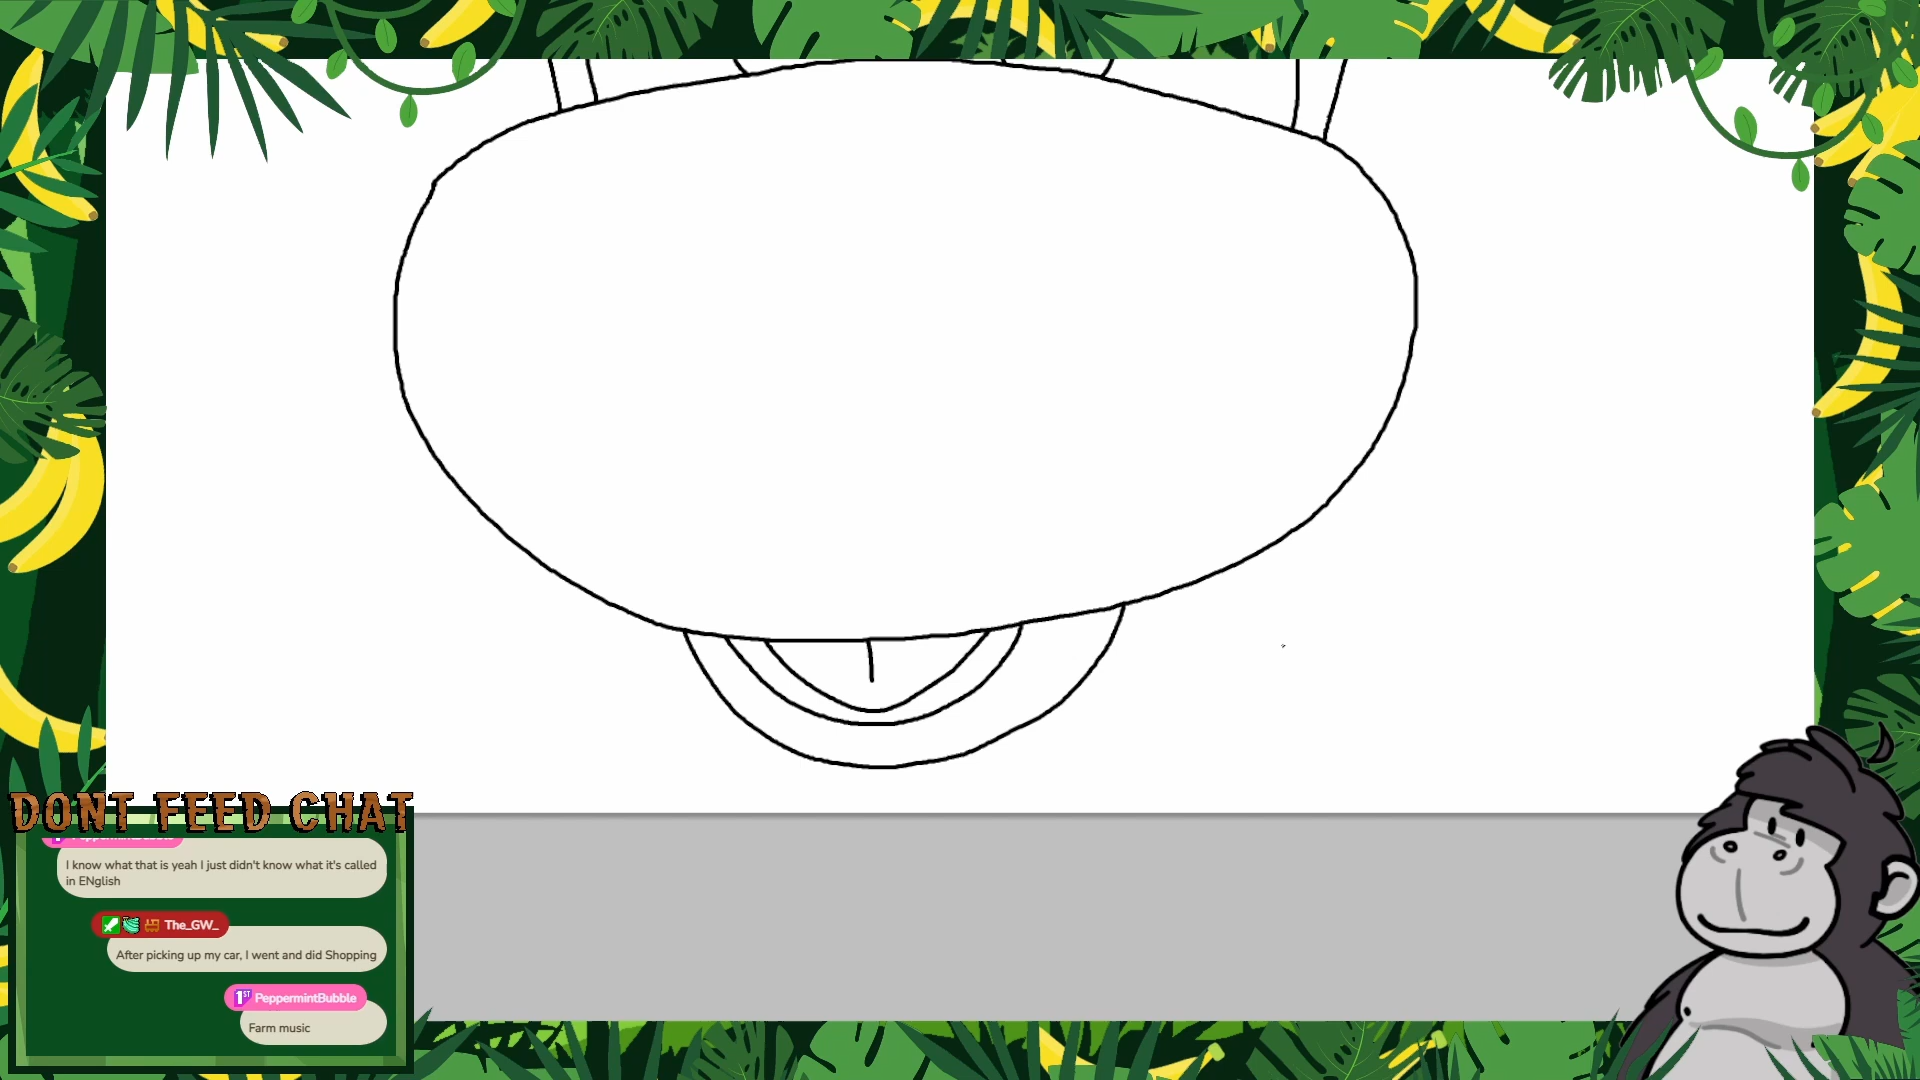 DONT FEED CHAT
I know what that is yeah I just didn't know what it's called
in ENglish
The_GW_
After picking up my car, I went and did Shopping
1ST PeppermintBubble
Farm music